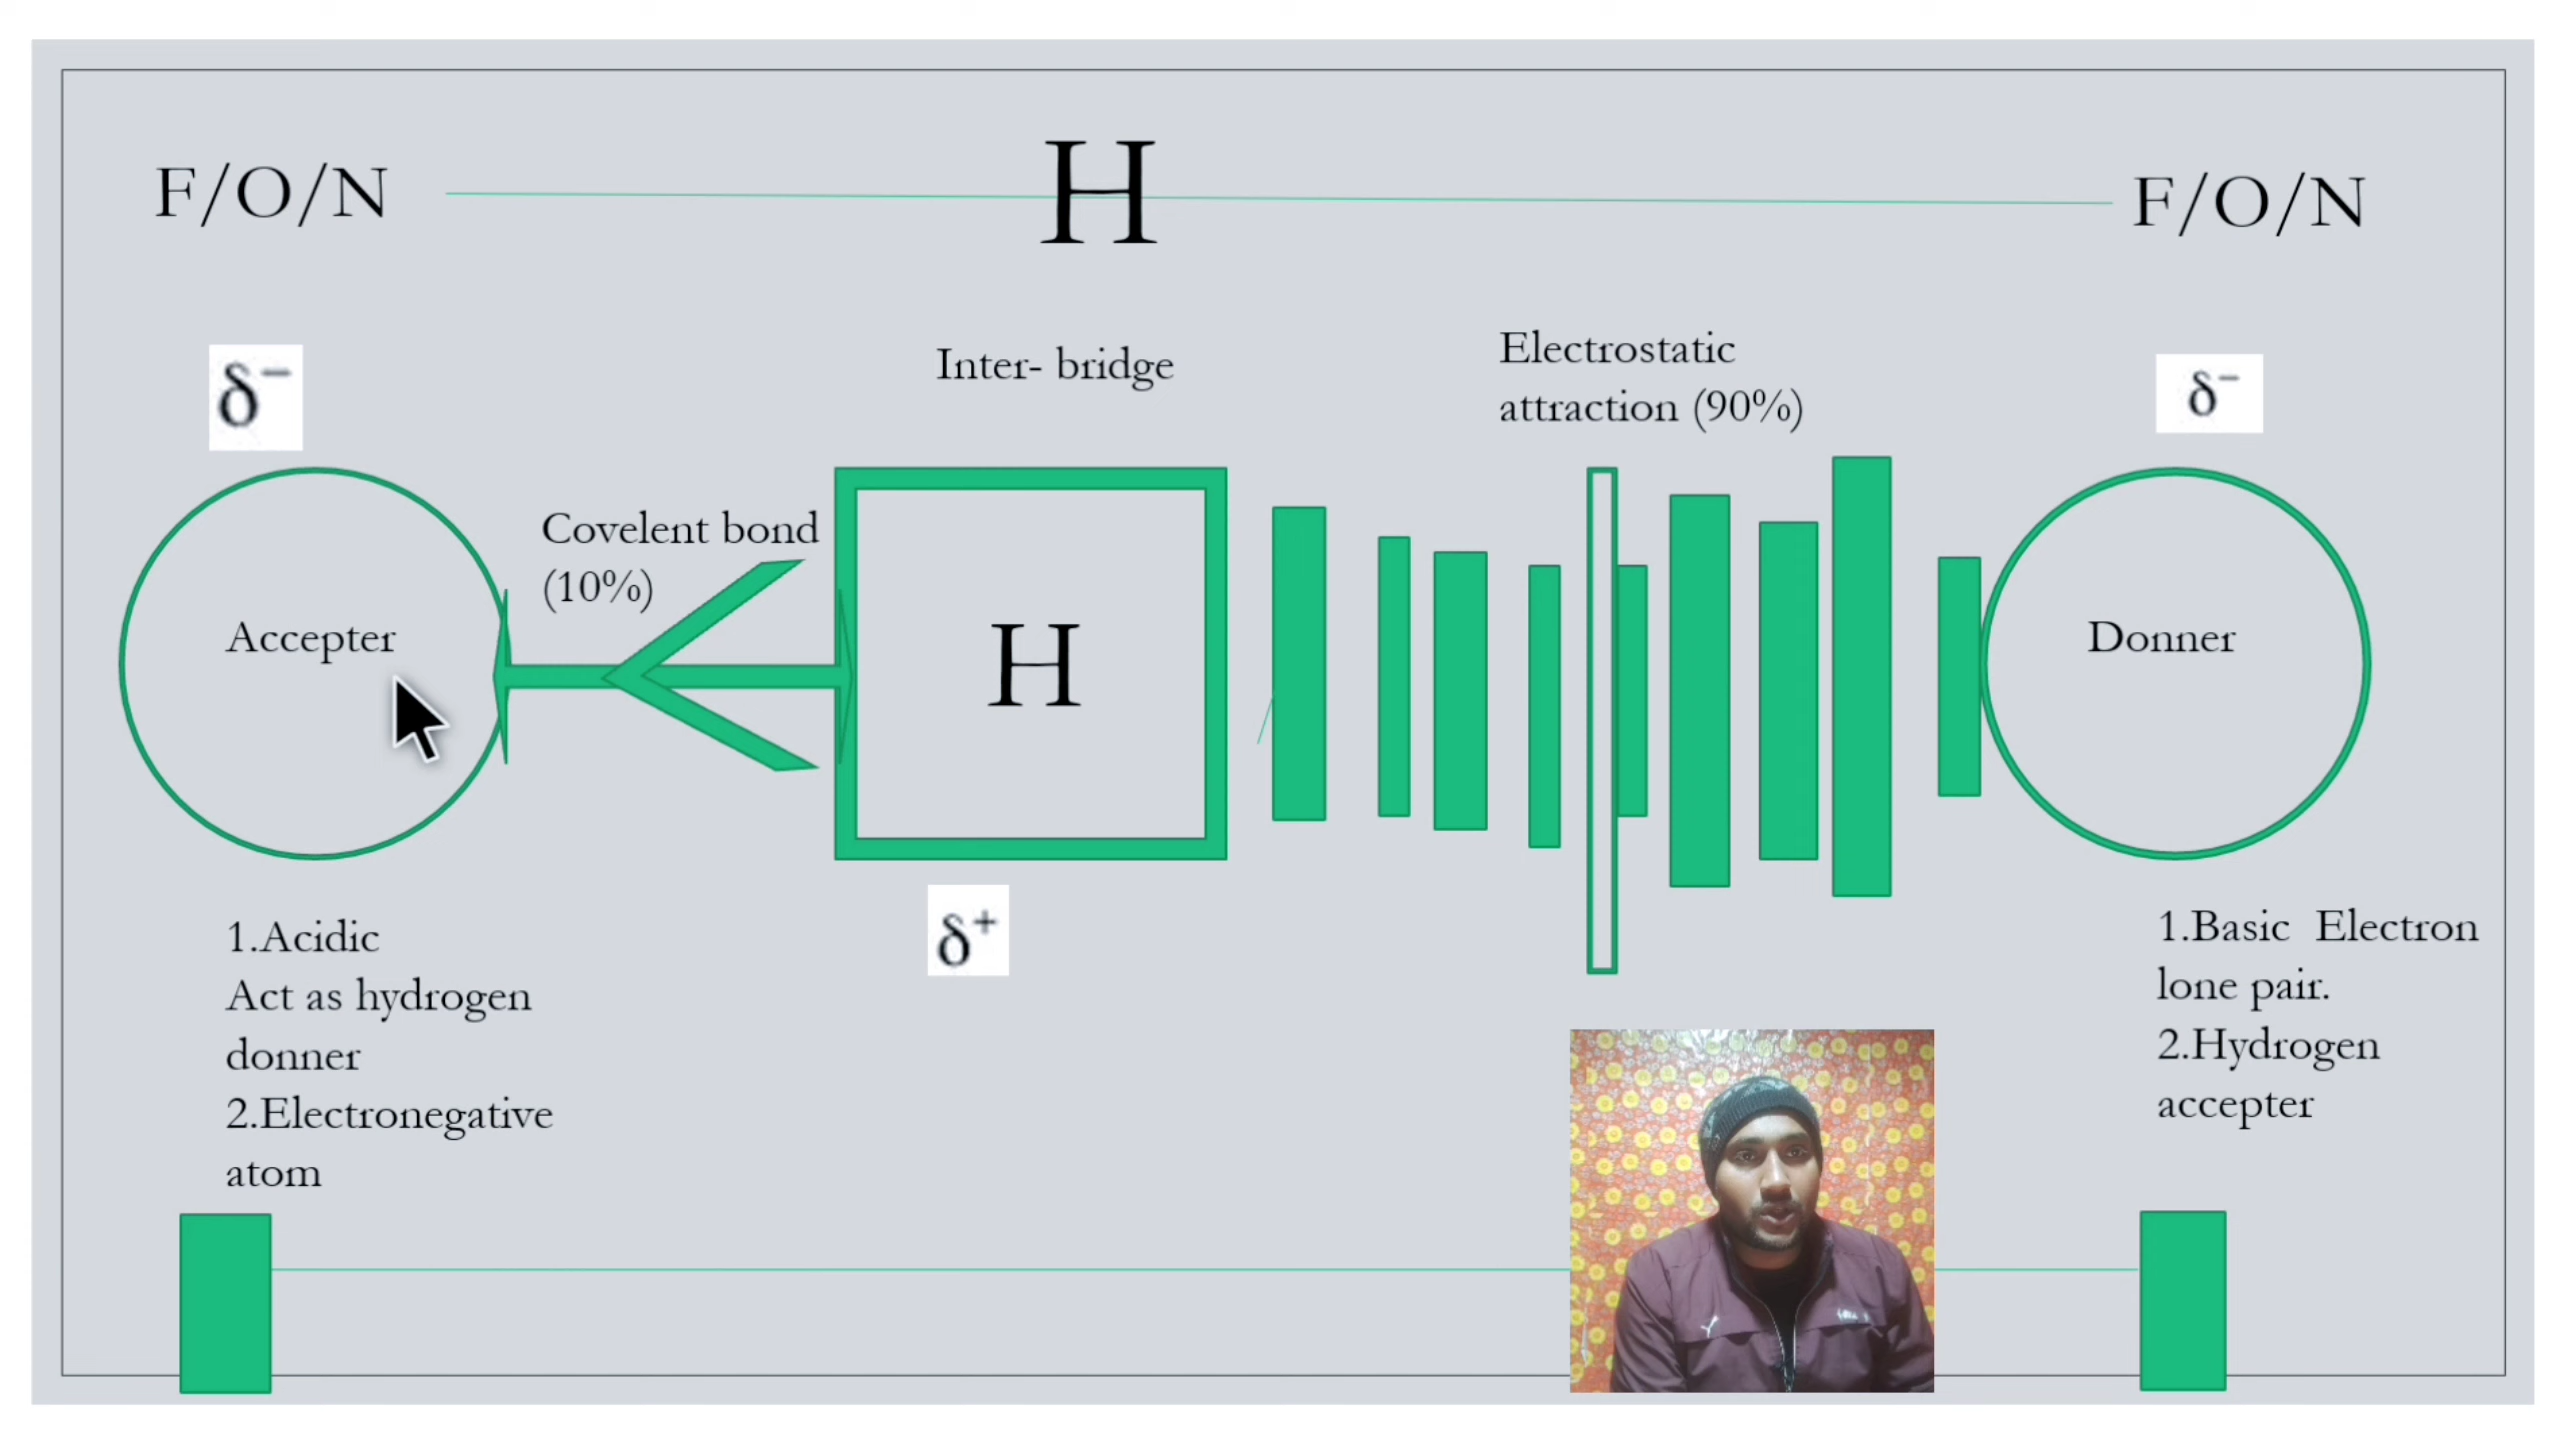 F/O/N
H
F/O/N
δ⁻
Inter- bridge
Electrostatic
attraction (90%)
δ⁻
Covelent bond
(10%)
Accepter
H
Donner
δ⁺
1.Acidic
Act as hydrogen
donner
2.Electronegative
atom
1.Basic Electron
lone pair.
2.Hydrogen
accepter